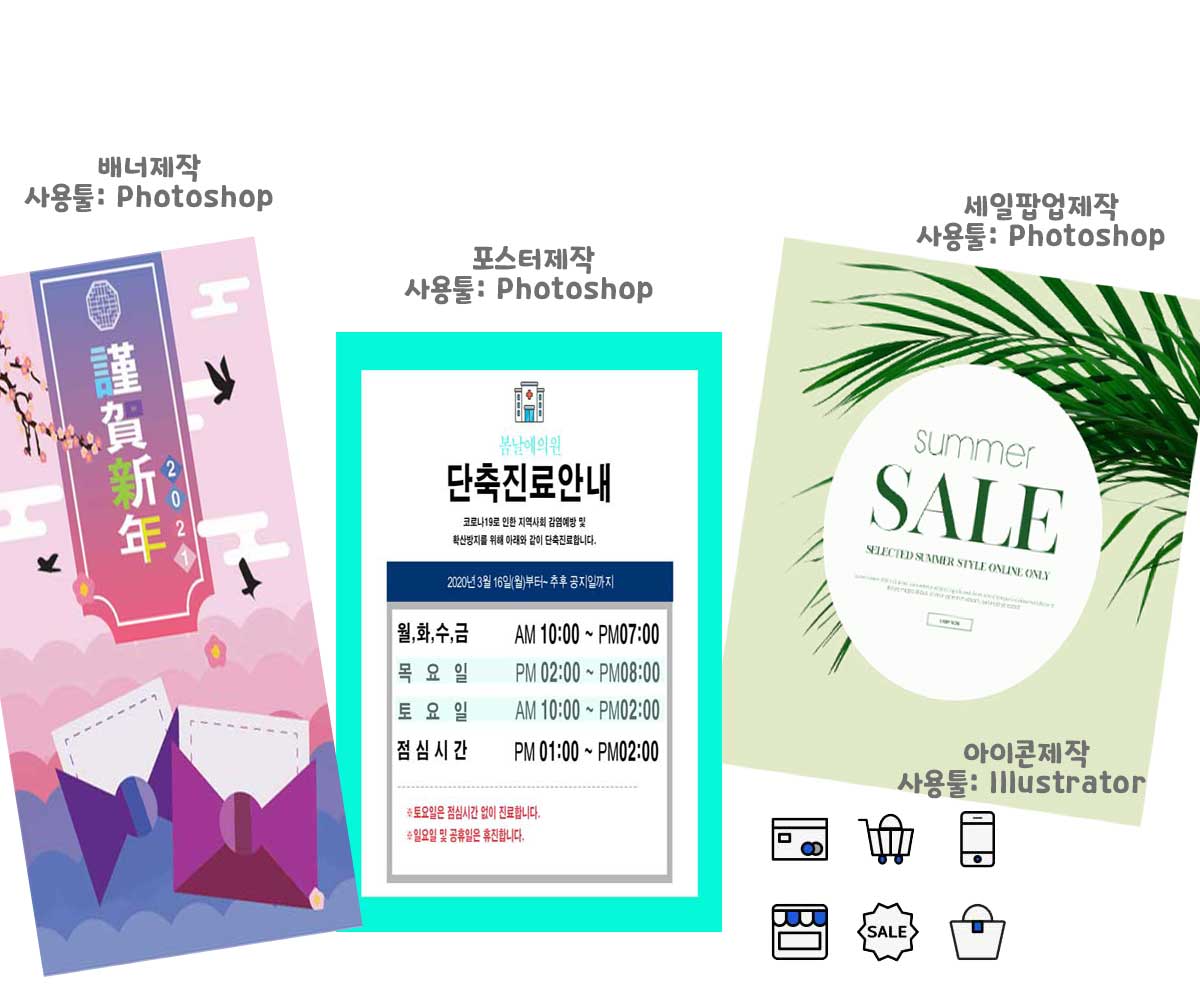 배너제작
사용툴: Photoshop
謹
賀
新
年
2
0
2
1
포스터제작
사용툴: Photoshop
봄날에의원
단축진료안내
코로나19로 인한 지역사회 감염예방 및
확산방지를 위해 아래와 같이 단축진료합니다.
2020년 3월 16일(월)부터~ 추후 공지일까지
월,화,수,금 AM 10:00 ~ PM07:00
목 요 일 PM 02:00 ~ PM08:00
토 요 일 AM 10:00 ~ PM02:00
점 심 시 간 PM 01:00 ~ PM02:00
※토요일은 점심시간 없이 진료합니다.
※일요일 및 공휴일은 휴진합니다.
세일팝업제작
사용툴: Photoshop
summer
SALE
SELECTED SUMMER STYLE ONLINE ONLY
SHOP NOW
아이콘제작
사용툴: Illustrator
SALE